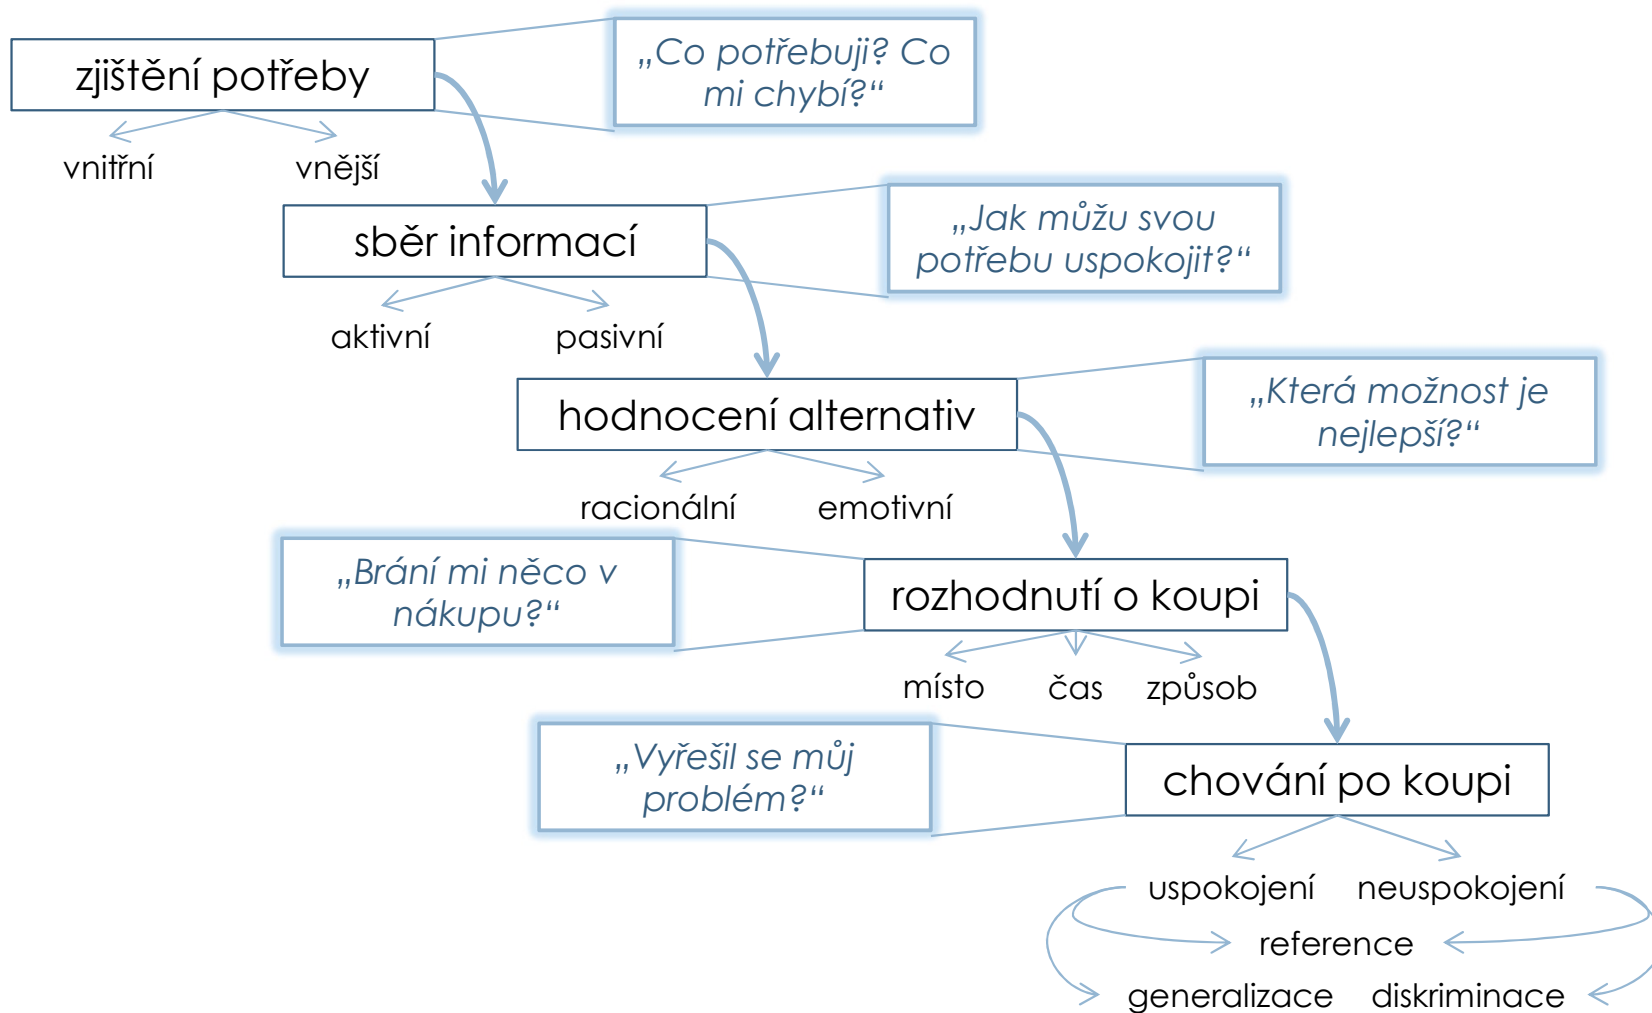 zjištění potřeby
„Co potřebuji? Co
mi chybí?“
vnitřní
vnější
sběr informací
„Jak můžu svou
potřebu uspokojit?“
aktivní
pasivní
hodnocení alternativ
„Která možnost je
nejlepší?“
racionální
emotivní
„Brání mi něco v
nákupu?“
rozhodnutí o koupi
místo
čas
způsob
„Vyřešil se můj
problém?“
chování po koupi
uspokojení
neuspokojení
reference
generalizace
diskriminace